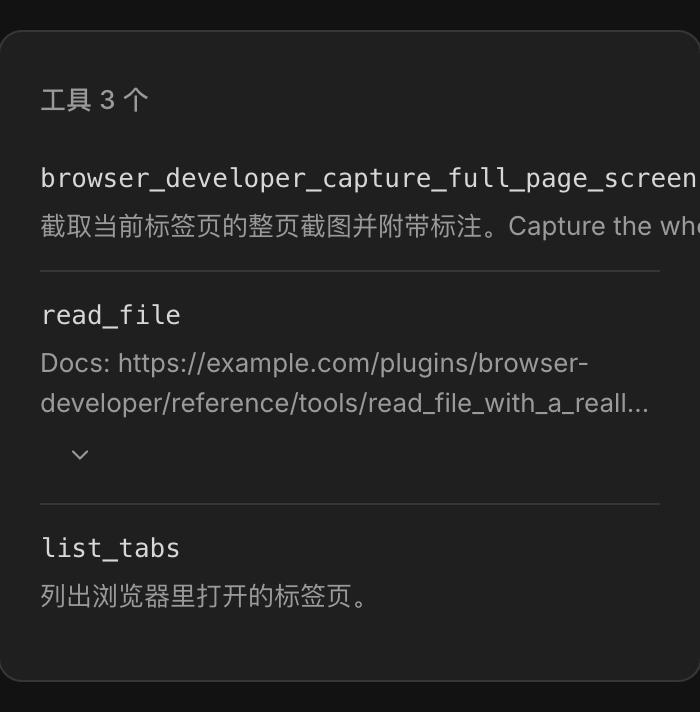 工具 3 个
browser_developer_capture_full_page_screen
截取当前标签页的整页截图并附带标注。Capture the
read_file
Docs: https://example.com/plugins/browser-
developer/reference/tools/read_file_with_a_reall...
list_tabs
列出浏览器里打开的标签页。